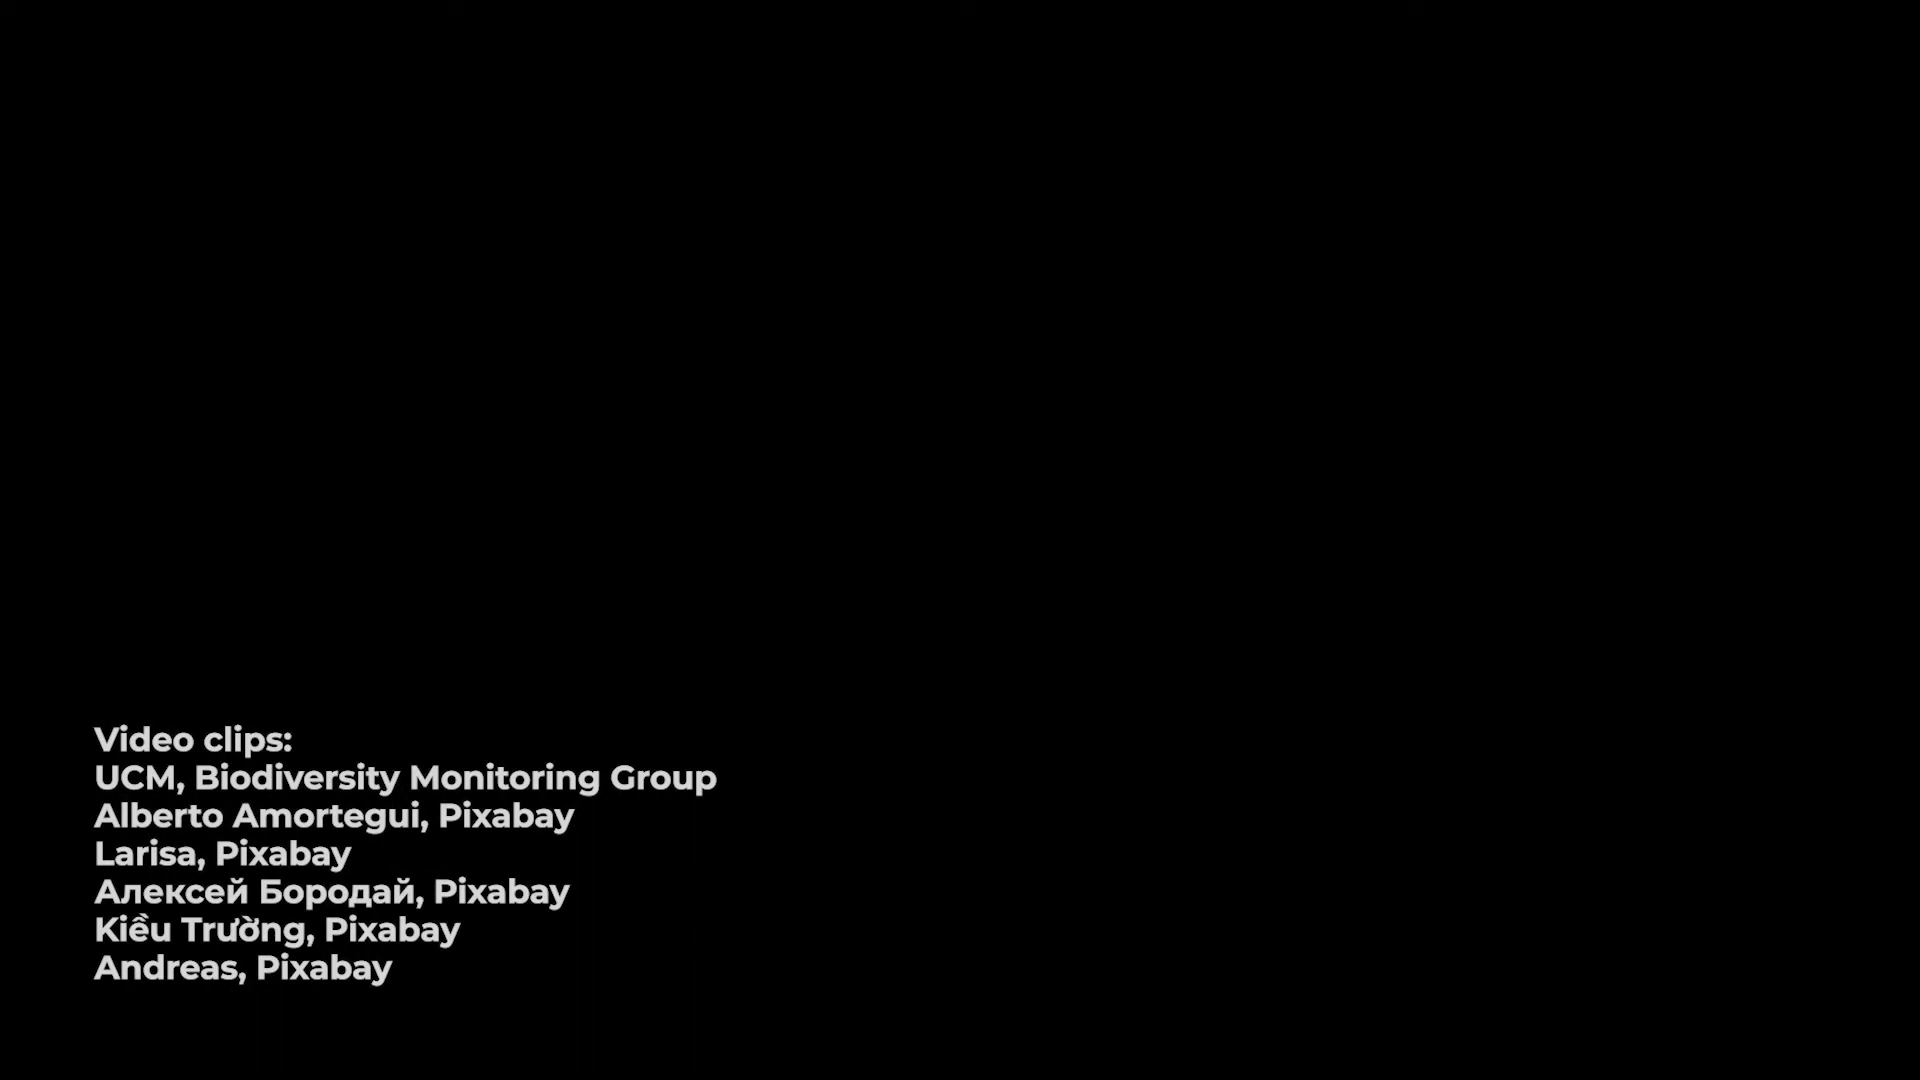 Video clips:
UCM, Biodiversity Monitoring Group
Alberto Amortegui, Pixabay
Larisa, Pixabay
Алексей Бородай, Pixabay
Kiều Trường, Pixabay
Andreas, Pixabay